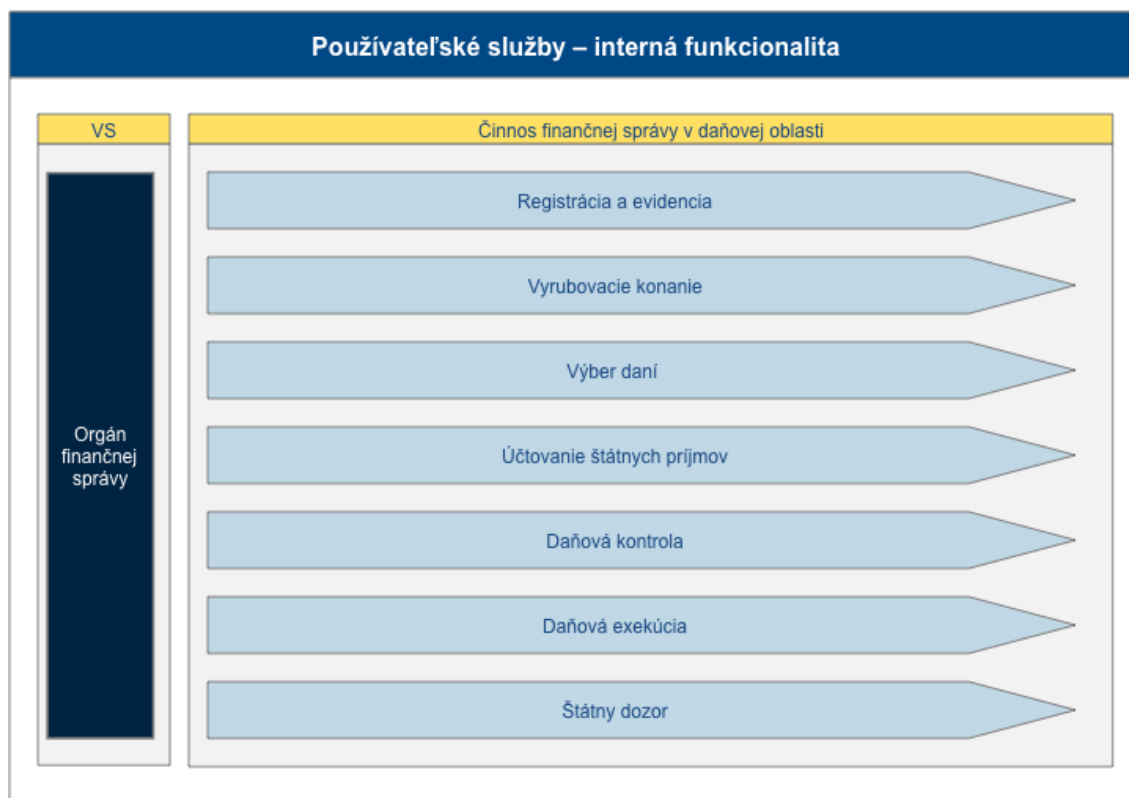 Používateľské služby – interná funkcionalita
VS
Činnos finančnej správy v daňovej oblasti
Orgán
finančnej
správy
Registrácia a evidencia
Vyrubovacie konanie
Výber daní
Účtovanie štátnych príjmov
Daňová kontrola
Daňová exekúcia
Štátny dozor